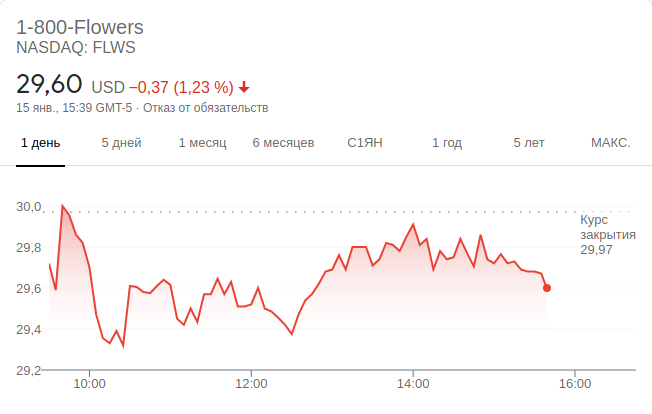 1-800-Flowers
NASDAQ: FLWS
29,60 USD −0,37 (1,23 %)
15 янв., 15:39 GMT-5 · Отказ от обязательств
1 день 5 дней 1 месяц 6 месяцев С1ЯН 1 год 5 лет МАКС.
30,0
Курс
закрытия
29,97
29,8
29,6
29,4
29,2
10:00 12:00 14:00 16:00